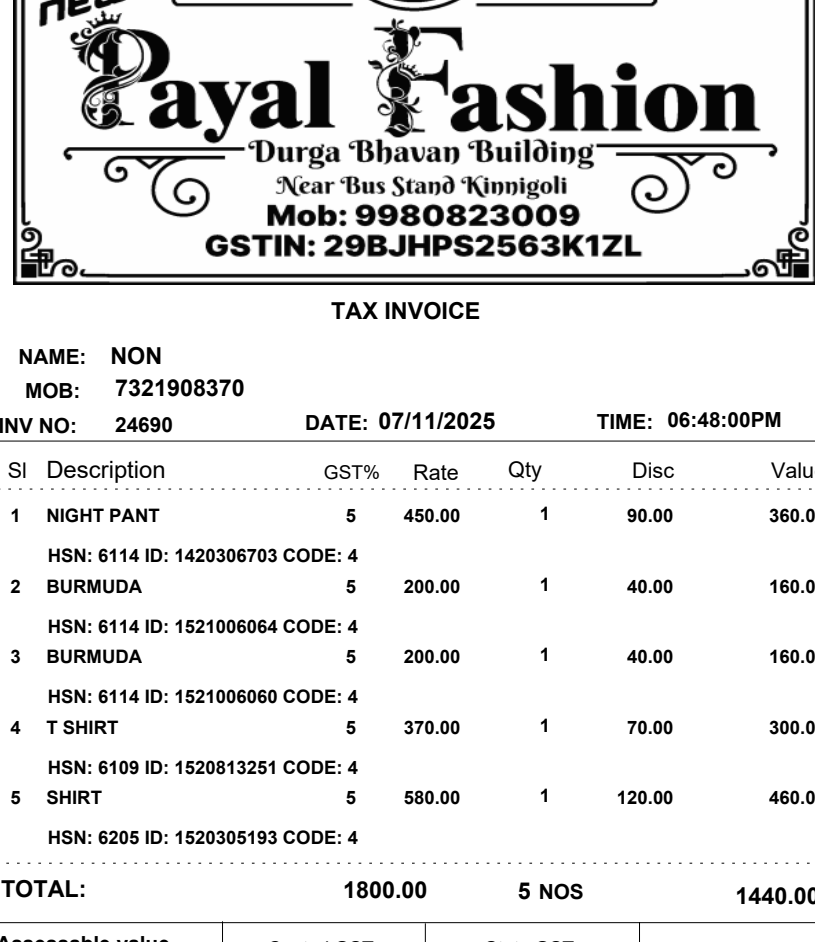 Payal Fashion
Durga Bhavan Building
Near Bus Stand Kinnigoli
Mob: 9980823009
GSTIN: 29BJHPS2563K1ZL
TAX INVOICE
NAME: NON
MOB: 7321908370
INV NO: 24690 DATE: 07/11/2025 TIME: 06:48:00PM
Sl Description GST% Rate Qty Disc Valu
1 NIGHT PANT 5 450.00 1 90.00 360.0
HSN: 6114 ID: 1420306703 CODE: 4
2 BURMUDA 5 200.00 1 40.00 160.0
HSN: 6114 ID: 1521006064 CODE: 4
3 BURMUDA 5 200.00 1 40.00 160.0
HSN: 6114 ID: 1521006060 CODE: 4
4 T SHIRT 5 370.00 1 70.00 300.0
HSN: 6109 ID: 1520813251 CODE: 4
5 SHIRT 5 580.00 1 120.00 460.0
HSN: 6205 ID: 1520305193 CODE: 4
TOTAL: 1800.00 5 NOS 1440.00